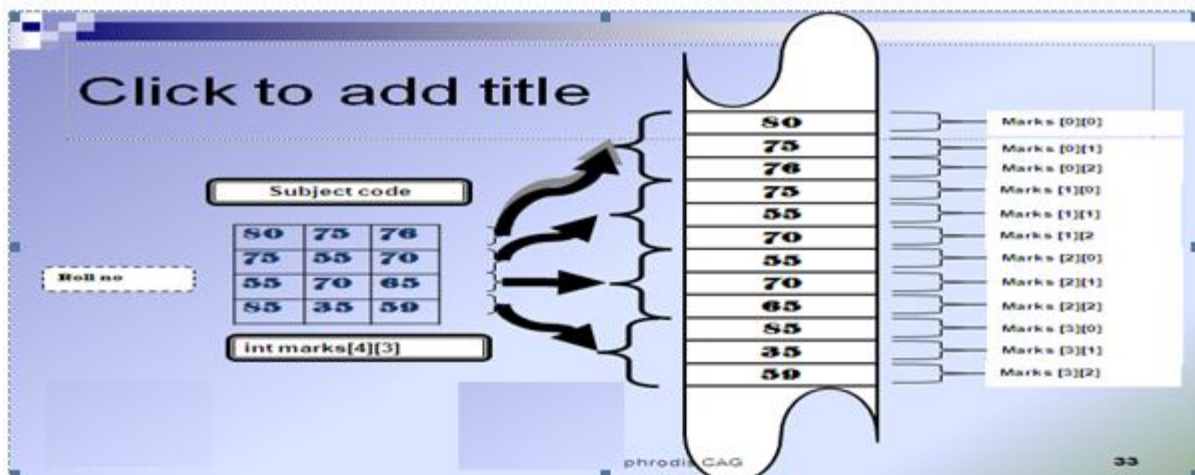 Click to add title
Subject code
80 75 76
75 55 70
55 70 65
85 35 59
Roll no
int marks[4][3]
80
75
76
75
55
70
55
70
65
85
35
59
Marks [0][0]
Marks [0][1]
Marks [0][2]
Marks [1][0]
Marks [1][1]
Marks [1][2
Marks [2][0]
Marks [2][1]
Marks [2][2]
Marks [3][0]
Marks [3][1]
Marks [3][2]
phrodis CAG
33